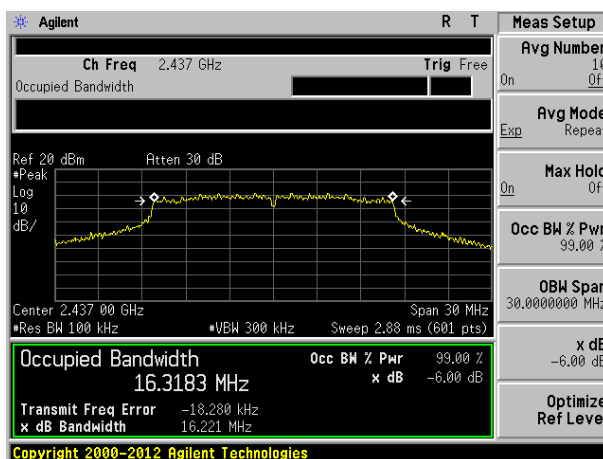 Agilent R T Meas Setup
Ch Freq 2.437 GHz Trig Free
Occupied Bandwidth
Ref 20 dBm Atten 30 dB
#Peak
Log
10
dB/
Center 2.437 00 GHz Span 30 MHz
#Res BW 100 kHz #VBW 300 kHz Sweep 2.88 ms (601 pts)
Occupied Bandwidth
16.3183 MHz
Occ BW % Pwr 99.00 %
x dB -6.00 dB
Transmit Freq Error -18.280 kHz
x dB Bandwidth 16.221 MHz
Copyright 2000-2012 Agilent Technologies
Avg Number
10
On Of
Avg Mode
Exp Repea
Max Hold
On Of
Occ BW % Pwr
99.00 %
OBW Span
30.0000000 MHz
x dB
-6.00 dB
Optimize
Ref Leve